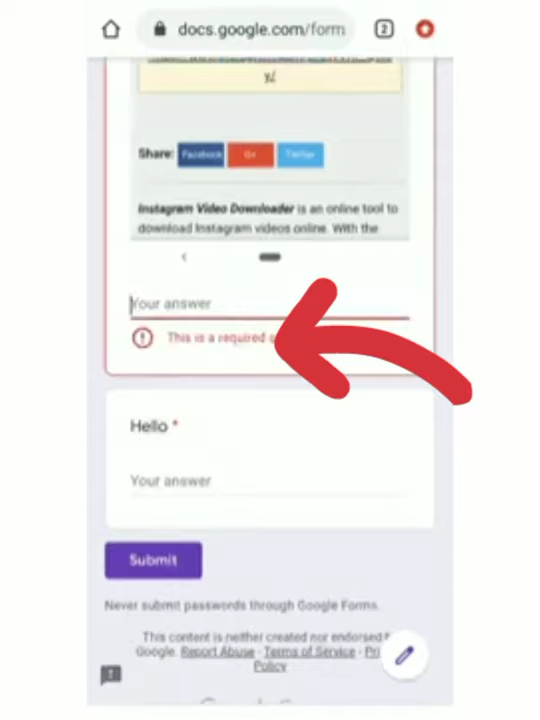 docs.google.com/form
2
y/
Share: Facebook G+ Twitter
Instagram Video Downloader is an online tool to
download Instagram videos online. With the
Your answer
This is a required
Hello *
Your answer
Submit
Never submit passwords through Google Forms.
This content is neither created nor endorsed
Google. Report Abuse - Terms of Service - Pri
Policy